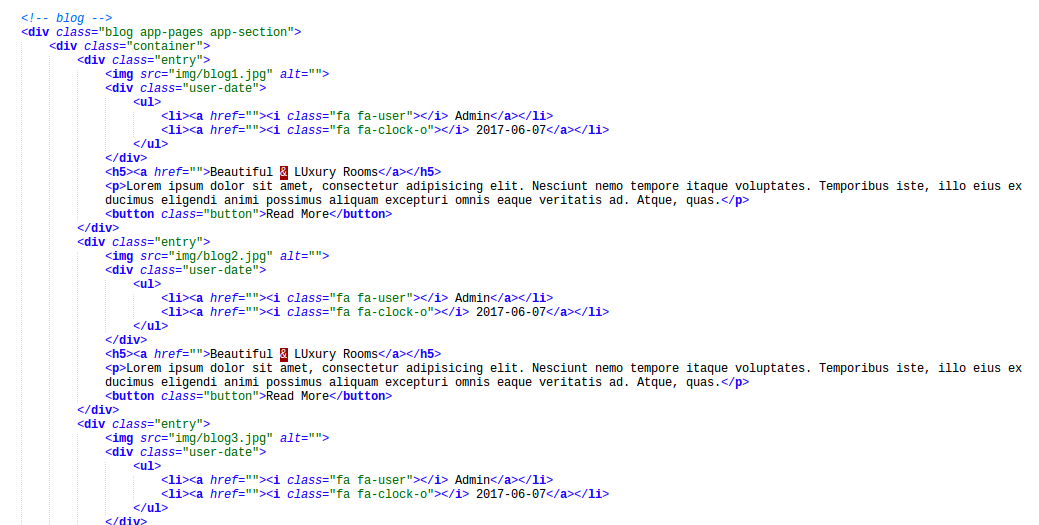 <!-- blog -->
<div class="blog app-pages app-section">
<div class="container">
<div class="entry">
<img src="img/blog1.jpg" alt="">
<div class="user-date">
<ul>
<li><a href=""><i class="fa fa-user"></i> Admin</a></li>
<li><a href=""><i class="fa fa-clock-o"></i> 2017-06-07</a></li>
</ul>
</div>
<h5><a href="">Beautiful & LUxury Rooms</a></h5>
<p>Lorem ipsum dolor sit amet, consectetur adipisicing elit. Nesciunt nemo tempore itaque voluptates. Temporibus iste, illo eius ex
ducimus eligendi animi possimus aliquam excepturi omnis eaque veritatis ad. Atque, quas.</p>
<button class="button">Read More</button>
</div>
<div class="entry">
<img src="img/blog2.jpg" alt="">
<div class="user-date">
<ul>
<li><a href=""><i class="fa fa-user"></i> Admin</a></li>
<li><a href=""><i class="fa fa-clock-o"></i> 2017-06-07</a></li>
</ul>
</div>
<h5><a href="">Beautiful & LUxury Rooms</a></h5>
<p>Lorem ipsum dolor sit amet, consectetur adipisicing elit. Nesciunt nemo tempore itaque voluptates. Temporibus iste, illo eius ex
ducimus eligendi animi possimus aliquam excepturi omnis eaque veritatis ad. Atque, quas.</p>
<button class="button">Read More</button>
</div>
<div class="entry">
<img src="img/blog3.jpg" alt="">
<div class="user-date">
<ul>
<li><a href=""><i class="fa fa-user"></i> Admin</a></li>
<li><a href=""><i class="fa fa-clock-o"></i> 2017-06-07</a></li>
</ul>
</div>